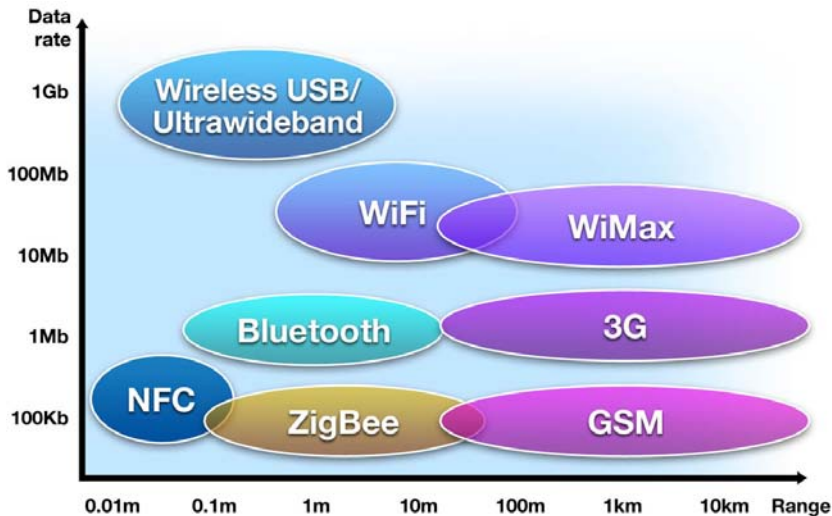 Data
rate
1Gb
Wireless USB/
Ultrawideband
100Mb
WiFi
WiMax
10Mb
Bluetooth
3G
1Mb
NFC
ZigBee
GSM
100Kb
0.01m 0.1m 1m 10m 100m 1km 10km Range